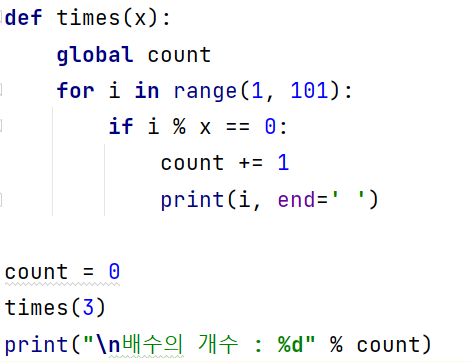 def times(x):
    global count
    for i in range(1, 101):
        if i % x == 0:
            count += 1
            print(i, end=' ')

count = 0
times(3)
print("\n배수의 개수 : %d" % count)